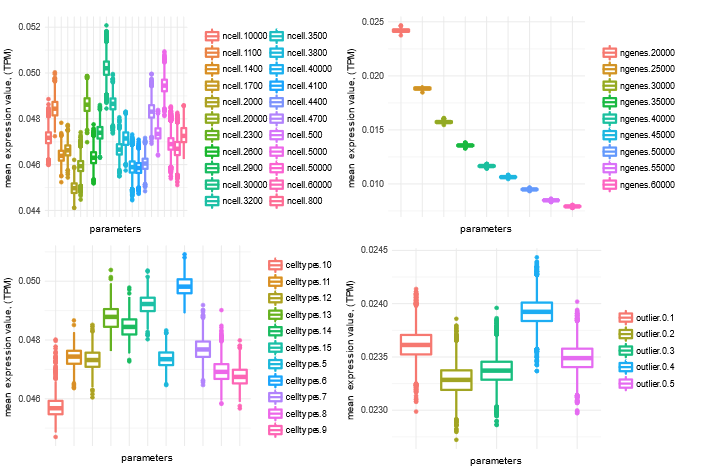 mean expression value, (TPM)
0.052
0.050
0.048
0.046
0.044
parameters
ncell.10000
ncell.1100
ncell.1400
ncell.1700
ncell.2000
ncell.20000
ncell.2300
ncell.2600
ncell.2900
ncell.30000
ncell.3200
ncell.3500
ncell.3800
ncell.40000
ncell.4100
ncell.4400
ncell.4700
ncell.500
ncell.5000
ncell.50000
ncell.60000
ncell.800
mean expression value, (TPM)
0.025
0.020
0.015
0.010
parameters
ngenes.20000
ngenes.25000
ngenes.30000
ngenes.35000
ngenes.40000
ngenes.45000
ngenes.50000
ngenes.55000
ngenes.60000
mean expression value, (TPM)
0.050
0.048
0.046
parameters
celltypes.10
celltypes.11
celltypes.12
celltypes.13
celltypes.14
celltypes.15
celltypes.5
celltypes.6
celltypes.7
celltypes.8
celltypes.9
mean expression value, (TPM)
0.0245
0.0240
0.0235
0.0230
parameters
outlier.0.1
outlier.0.2
outlier.0.3
outlier.0.4
outlier.0.5